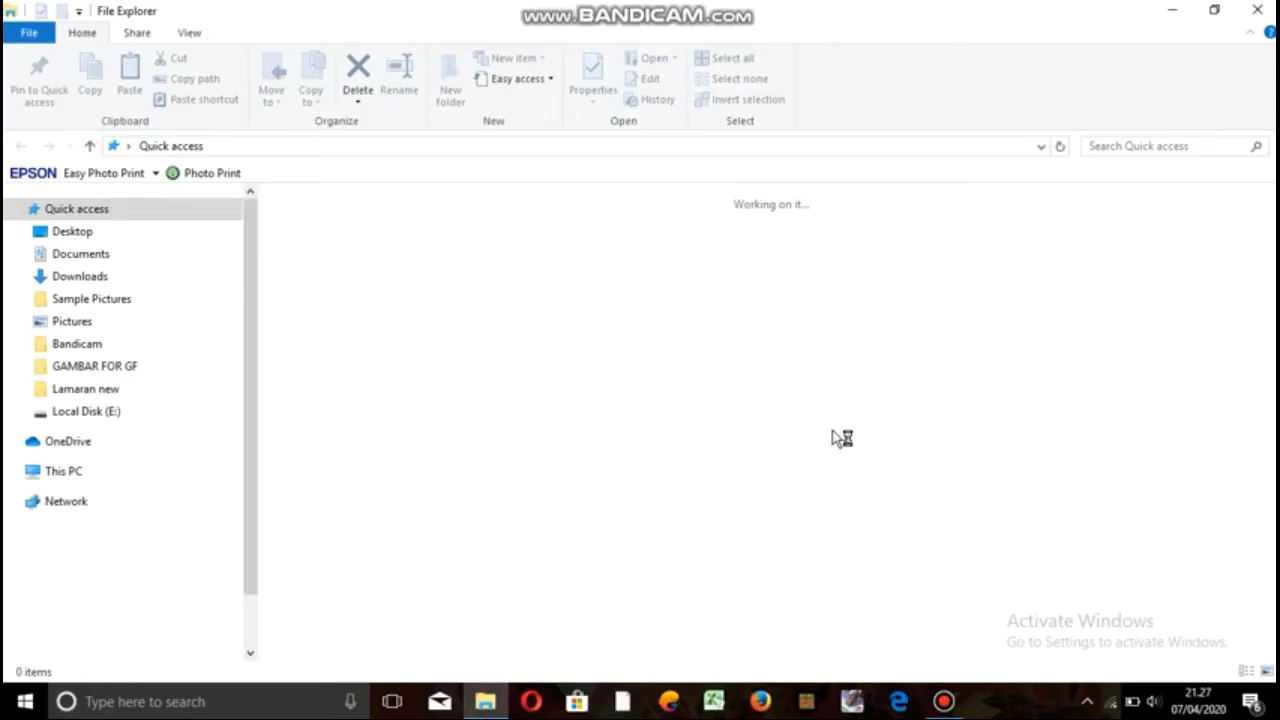 File Explorer
www.BANDICAM.com
File
Home
Share
View
Pin to Quick access
Copy
Paste
Cut
Copy path
Paste shortcut
Clipboard
Move to
Copy to
Delete
Rename
Organize
New folder
New item
Easy access
New
Properties
Open
Edit
History
Open
Select all
Select none
Invert selection
Select
Quick access
Search Quick access
EPSON Easy Photo Print Photo Print
Quick access
Desktop
Documents
Downloads
Sample Pictures
Pictures
Bandicam
GAMBAR FOR GF
Lamaran new
Local Disk (E:)
OneDrive
This PC
Network
Working on it...
Activate Windows
Go to Settings to activate Windows.
0 items
Type here to search
21.27
07/04/2020
6